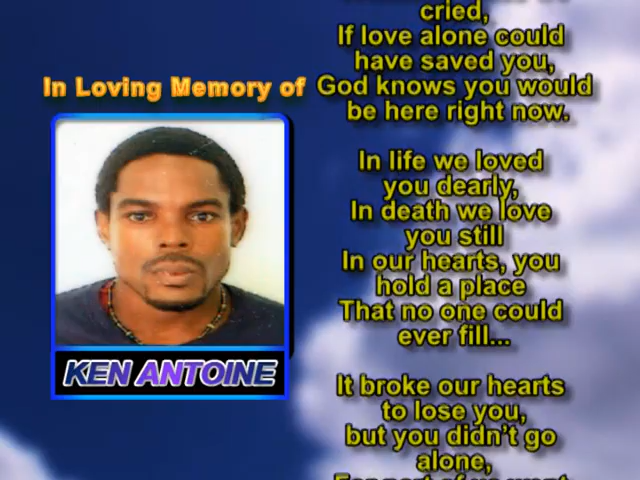 In Loving Memory of
KEN ANTOINE
cried,
If love alone could
have saved you,
God knows you would
be here right now.
In life we loved
you dearly,
In death we love
you still
In our hearts, you
hold a place
That no one could
ever fill...
It broke our hearts
to lose you,
but you didn't go
alone,